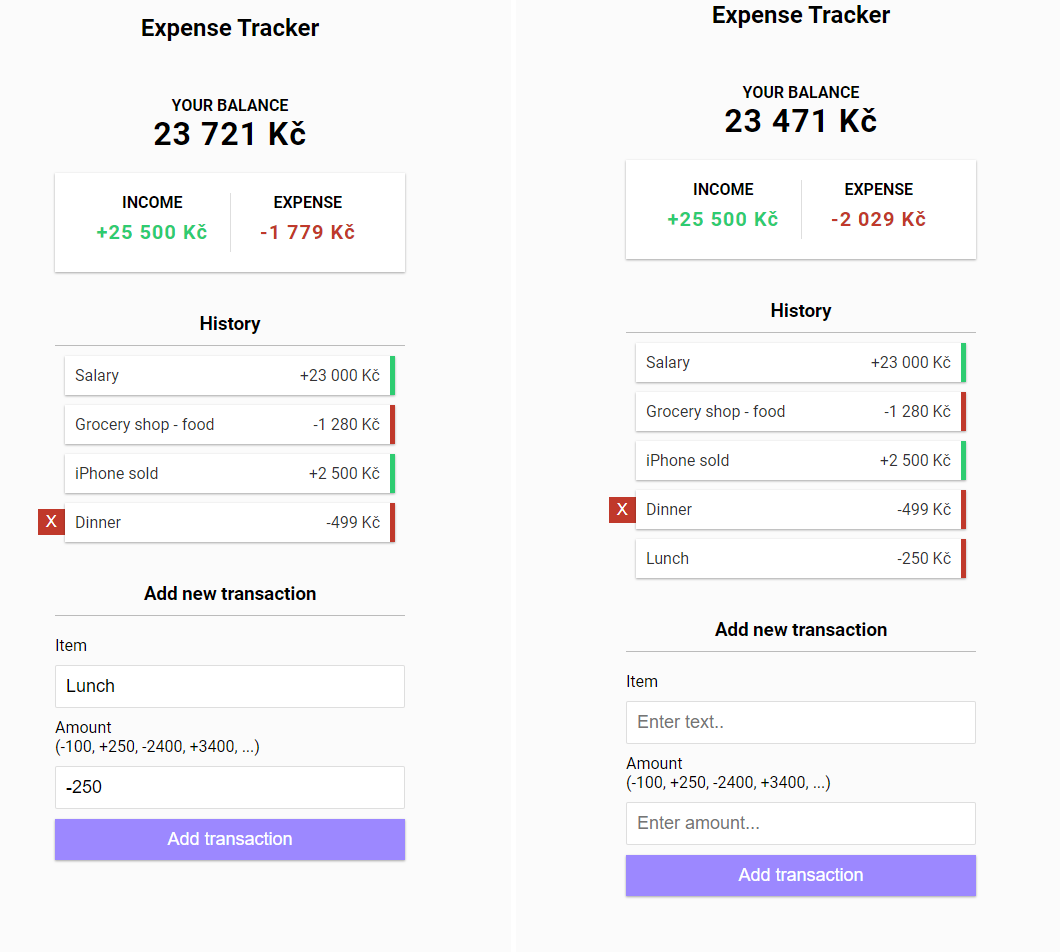 Expense Tracker
YOUR BALANCE
23 721 Kč
INCOME
+25 500 Kč
EXPENSE
-1 779 Kč
History
Salary +23 000 Kč
Grocery shop - food -1 280 Kč
iPhone sold +2 500 Kč
X Dinner -499 Kč
Add new transaction
Item
Lunch
Amount
(-100, +250, -2400, +3400, ...)
-250
Add transaction
Expense Tracker
YOUR BALANCE
23 471 Kč
INCOME
+25 500 Kč
EXPENSE
-2 029 Kč
History
Salary +23 000 Kč
Grocery shop - food -1 280 Kč
iPhone sold +2 500 Kč
X Dinner -499 Kč
Lunch -250 Kč
Add new transaction
Item
Enter text..
Amount
(-100, +250, -2400, +3400, ...)
Enter amount...
Add transaction